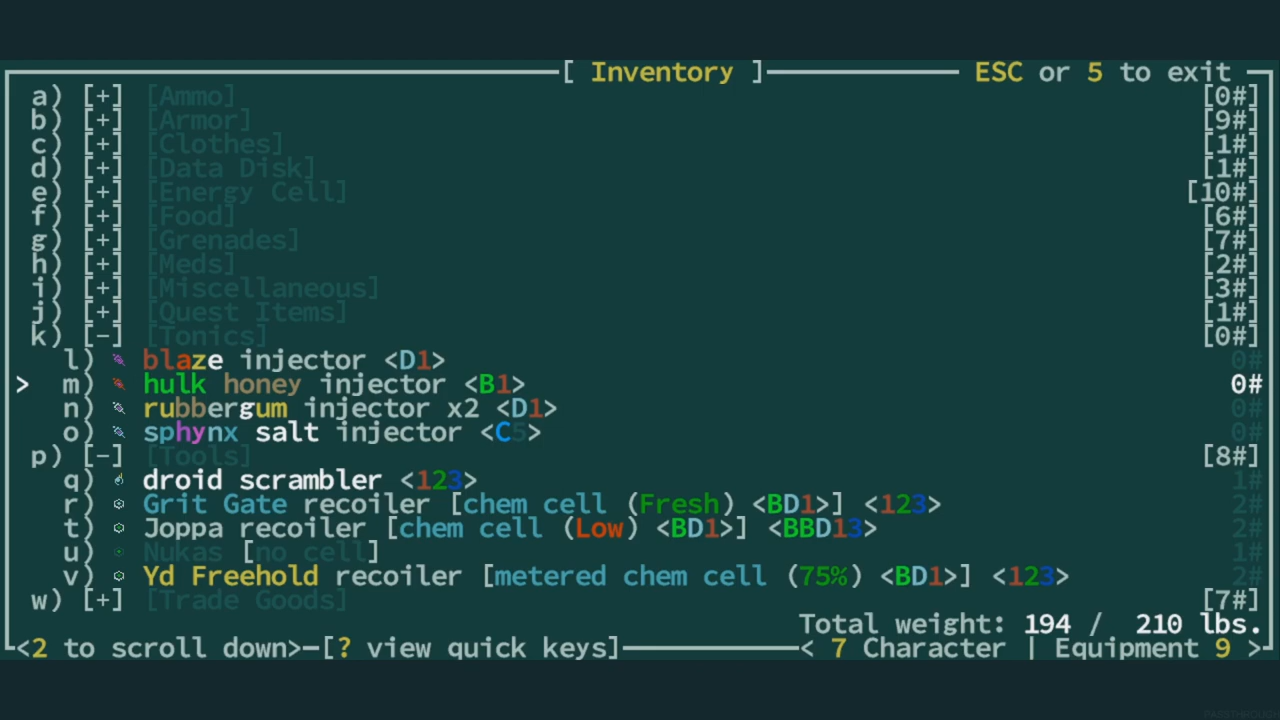 [ Inventory ] ESC or 5 to exit
a) [+] [Ammo] [0#]
b) [+] [Armor] [9#]
c) [+] [Clothes] [1#]
d) [+] [Data Disk] [1#]
e) [+] [Energy Cell] [10#]
f) [+] [Food] [6#]
g) [+] [Grenades] [7#]
h) [+] [Meds] [2#]
i) [+] [Miscellaneous] [3#]
j) [+] [Quest Items] [1#]
k) [-] [Tonics] [0#]
l) blaze injector <D1> 0#
> m) hulk honey injector <B1> 0#
n) rubbergum injector x2 <D1> 0#
o) sphynx salt injector <C5> 0#
p) [-] [Tools] [8#]
q) droid scrambler <123> 1#
r) Grit Gate recoiler [chem cell (Fresh) <BD1>] <123> 2#
t) Joppa recoiler [chem cell (Low) <BD1>] <BBD13> 2#
u) Nukas [no cell] 1#
v) Yd Freehold recoiler [metered chem cell (75%) <BD1>] <123> 2#
w) [+] [Trade Goods] [7#]
Total weight: 194 / 210 lbs.
<2 to scroll down> [? view quick keys] < 7 Character | Equipment 9 >